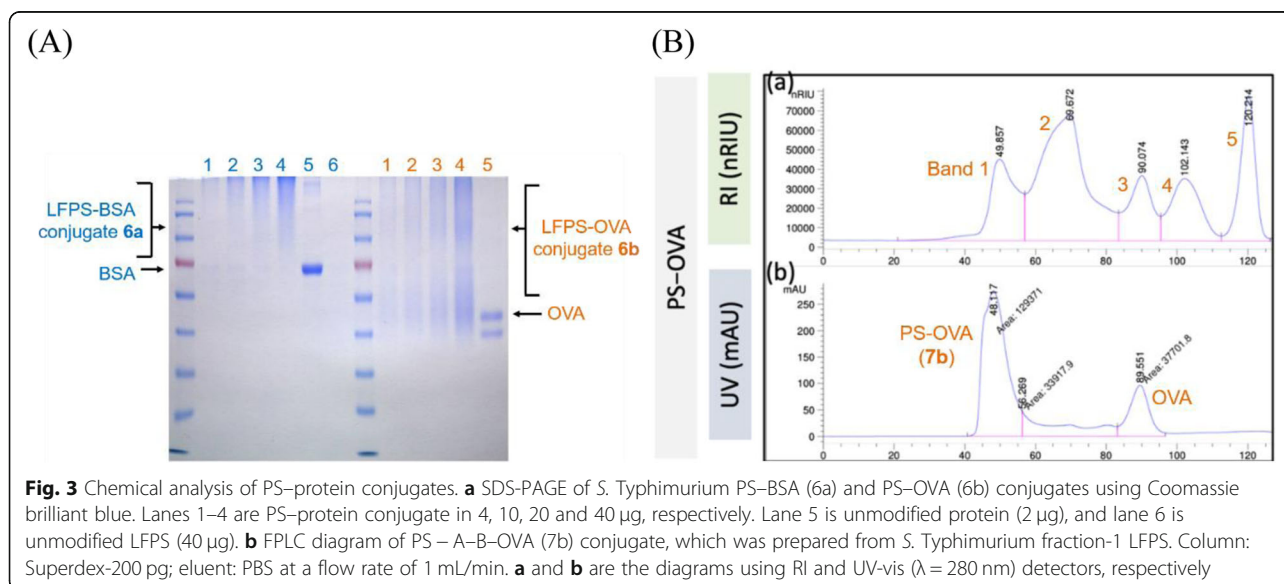 (A)
(B)
1 2 3 4 5 6
1 2 3 4 5
LFPS-BSA
conjugate 6a
BSA
LFPS-OVA
conjugate 6b
OVA
PS–OVA
RI (nRIU)
UV (mAU)
(a)
nRIU
70000
60000
50000
40000
30000
20000
10000
0
Band 1
49.857
2
69.672
3
90.074
4
102.143
5
120.214
0 20 40 60 80 100 120
(b)
mAU
250
200
150
100
50
0
48.117
Area: 129371
PS-OVA
(7b)
56.269
Area: 33917.9
89.551
Area: 37701.8
OVA
0 20 40 60 80 100 120
Fig. 3 Chemical analysis of PS–protein conjugates. a SDS-PAGE of S. Typhimurium PS–BSA (6a) and PS–OVA (6b) conjugates using Coomassie
brilliant blue. Lanes 1–4 are PS–protein conjugate in 4, 10, 20 and 40 μg, respectively. Lane 5 is unmodified protein (2 μg), and lane 6 is
unmodified LFPS (40 μg). b FPLC diagram of PS – A–B–OVA (7b) conjugate, which was prepared from S. Typhimurium fraction-1 LFPS. Column:
Superdex-200 pg; eluent: PBS at a flow rate of 1 mL/min. a and b are the diagrams using RI and UV-vis (λ = 280 nm) detectors, respectively